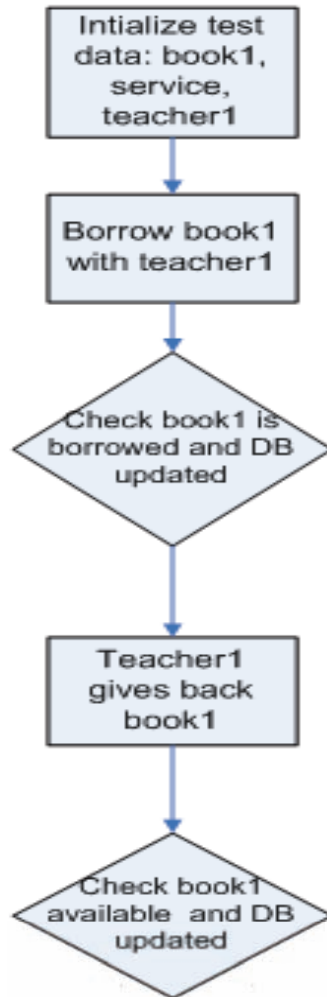 Intialize test
data: book1,
service,
teacher1
Borrow book1
with teacher1
Check book1 is
borrowed and DB
updated
Teacher1
gives back
book1
Check book1
available and DB
updated